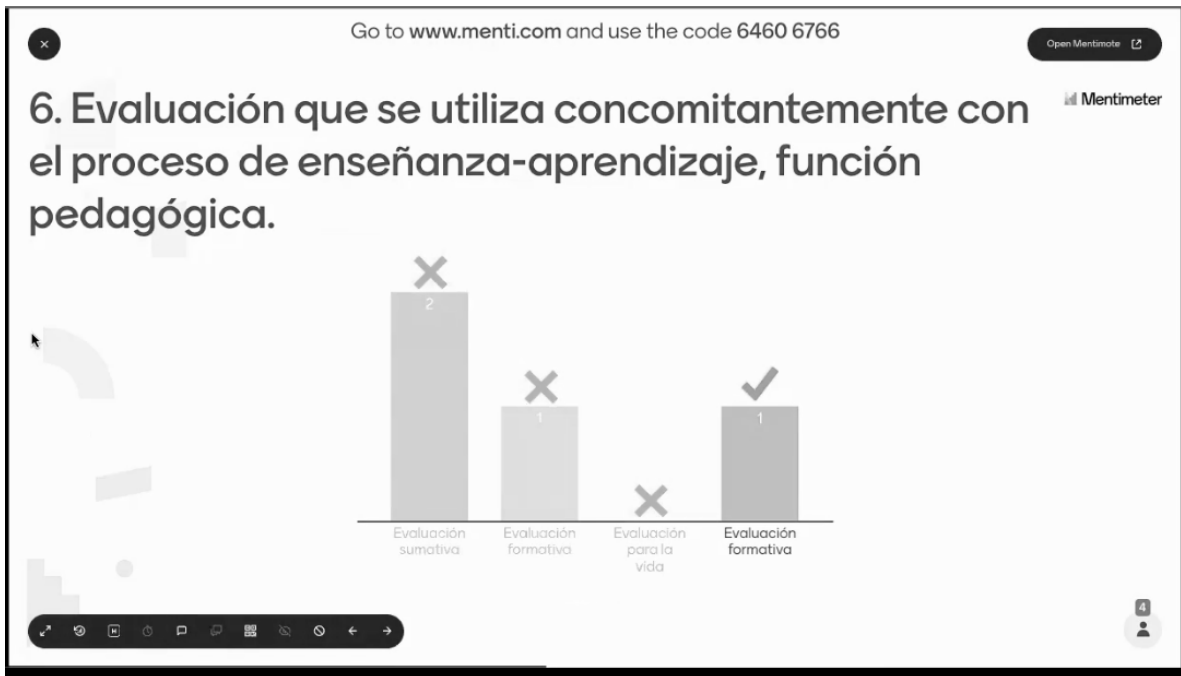 Go to www.menti.com and use the code 6460 6766
Open Mentimote
Mentimeter
6. Evaluación que se utiliza concomitantemente con
el proceso de enseñanza-aprendizaje, función
pedagógica.
2
1
1
Evaluación
sumativa
Evaluación
formativa
Evaluación
para la
vida
Evaluación
formativa
4
H